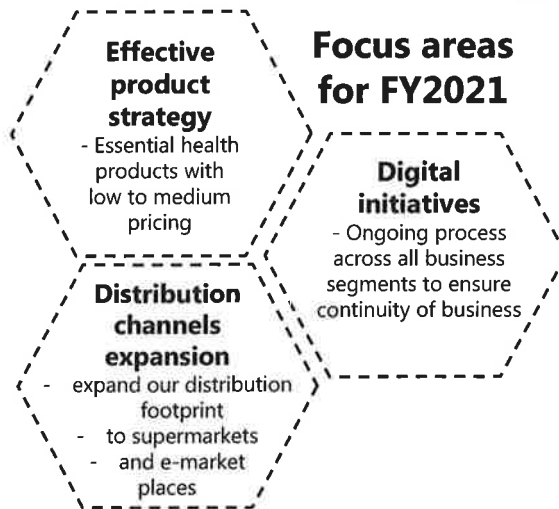 Focus areas
for FY2021
Effective
product
strategy
- Essential health
products with
low to medium
pricing
Digital
initiatives
- Ongoing process
across all business
segments to ensure
continuity of business
Distribution
channels
expansion
- expand our distribution
footprint
- to supermarkets
- and e-market
places